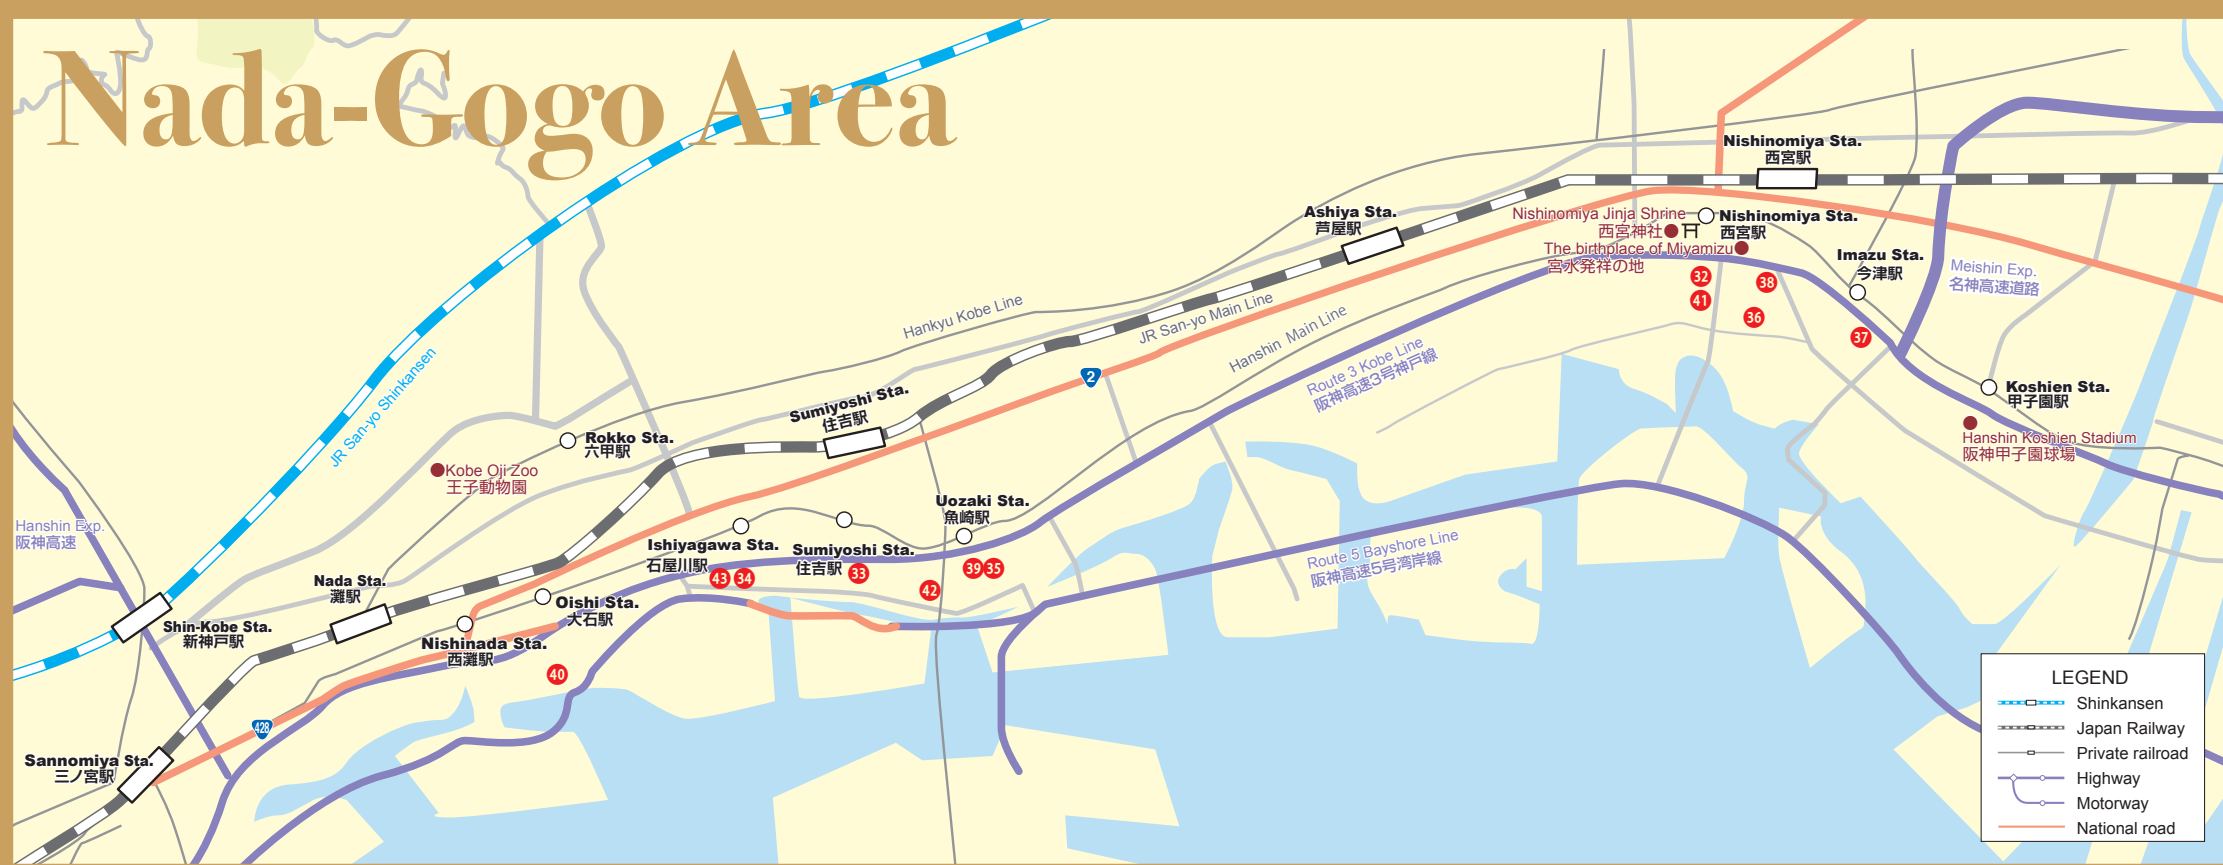 Nada-Gogo Area
Nishinomiya Sta.
西宮駅
Ashiya Sta.
芦屋駅
Nishinomiya Jinja Shrine
西宮神社
Nishinomiya Sta.
西宮駅
The birthplace of Miyamizu
宮水発祥の地
Imazu Sta.
今津駅
Meishin Exp.
名神高速道路
32
38
41
36
37
Hankyu Kobe Line
JR San-yo Main Line
Hanshin Main Line
Route 3 Kobe Line
阪神高速3号神戸線
2
JR San-yo Shinkansen
Sumiyoshi Sta.
住吉駅
Koshien Sta.
甲子園駅
Hanshin Koshien Stadium
阪神甲子園球場
Rokko Sta.
六甲駅
Kobe Oji Zoo
王子動物園
Uozaki Sta.
魚崎駅
Hanshin Exp.
阪神高速
Ishiyagawa Sta.
石屋川駅
Sumiyoshi Sta.
住吉駅
43
34
33
39
35
42
Route 5 Bayshore Line
阪神高速5号湾岸線
Nada Sta.
灘駅
Oishi Sta.
大石駅
Shin-Kobe Sta.
新神戸駅
Nishinada Sta.
西灘駅
40
428
Sannomiya Sta.
三ノ宮駅
LEGEND
Shinkansen
Japan Railway
Private railroad
Highway
Motorway
National road